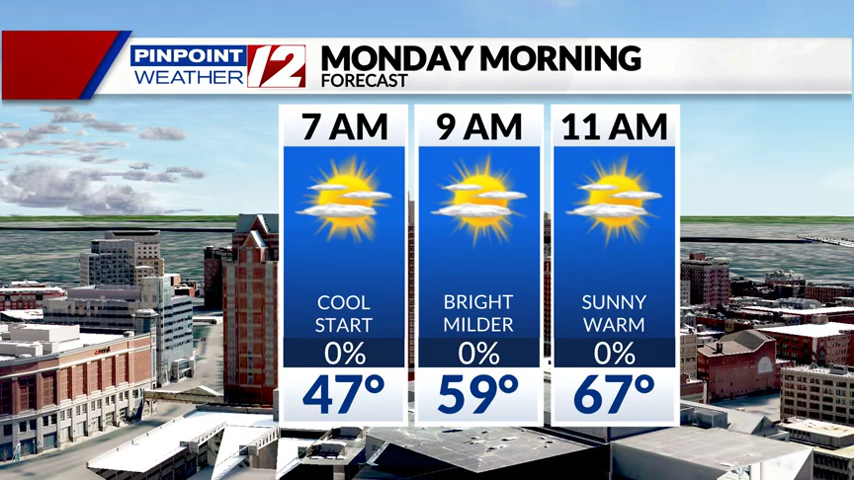 PINPOINT
WEATHER 12
MONDAY MORNING
FORECAST
7 AM
9 AM
11 AM
COOL
START
0%
47°
BRIGHT
MILDER
0%
59°
SUNNY
WARM
0%
67°